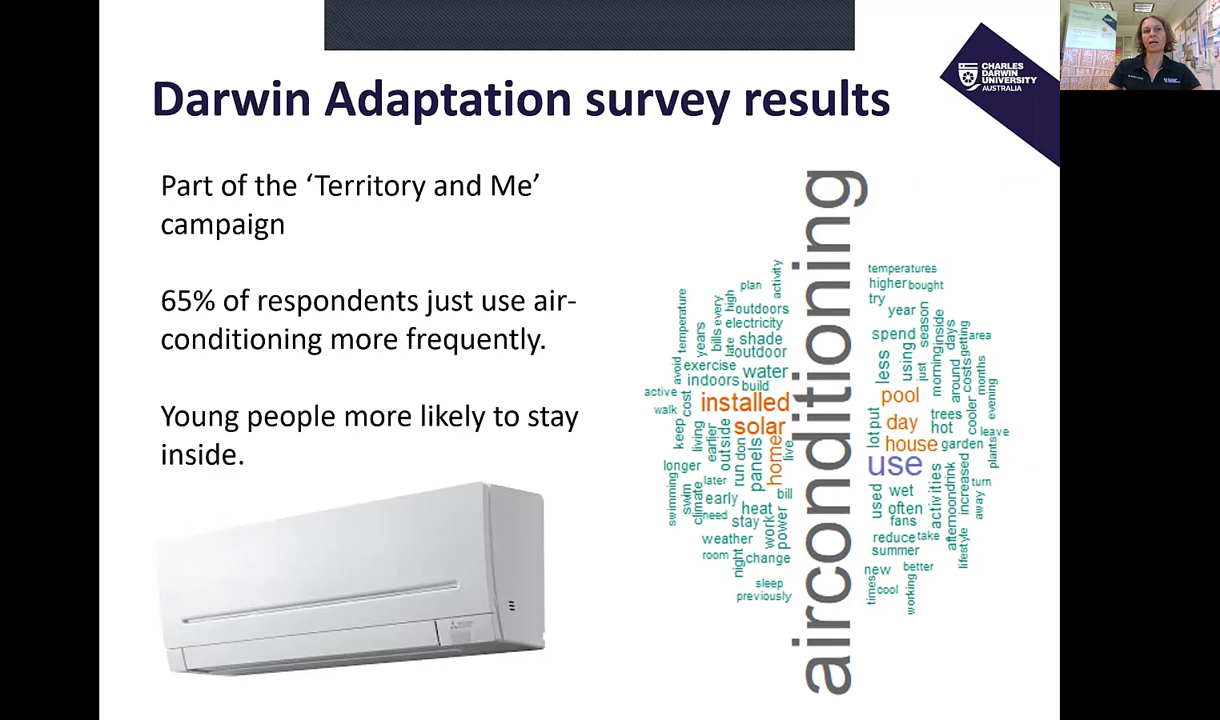 Darwin Adaptation survey results
CHARLES
DARWIN
UNIVERSITY
AUSTRALIA
Part of the ‘Territory and Me’
campaign
65% of respondents just use air-
conditioning more frequently.
Young people more likely to stay
inside.
airconditioning
plan
activity
high
every
bills
outdoors
electricity
temperature
years
late
shade
outdoor
avoid
exercise
water
indoors
build
active
cost
installed
walk
solar
keep
living
earlier
outside
run
don
panels
home
live
longer
later
swimming
swim
climate
early
bill
need
heat
stay
work
power
weather
room
night
change
sleep
previously
temperatures
higher
bought
try
year
season
inside
spend
days
getting
area
less
using
just
morning
around
costs
months
pool
evening
lot
put
day
trees
hot
cooler
leave
house
garden
plants
use
used
wet
activities
drink
increased
turn
away
often
fans
afternoon
reduce
take
summer
lifestyle
new
better
times
cool
working